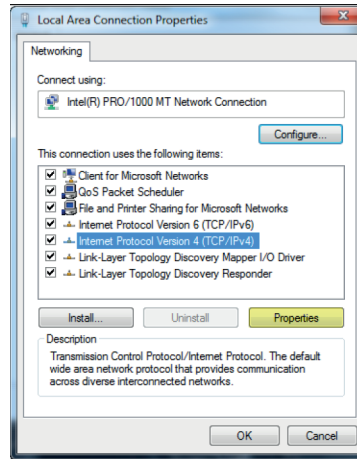 Local Area Connection Properties
Networking
Connect using:
Intel(R) PRO/1000 MT Network Connection
Configure...
This connection uses the following items:
Client for Microsoft Networks
QoS Packet Scheduler
File and Printer Sharing for Microsoft Networks
Internet Protocol Version 6 (TCP/IPv6)
Internet Protocol Version 4 (TCP/IPv4)
Link-Layer Topology Discovery Mapper I/O Driver
Link-Layer Topology Discovery Responder
Install... Uninstall Properties
Description
Transmission Control Protocol/Internet Protocol. The default
wide area network protocol that provides communication
across diverse interconnected networks.
OK Cancel